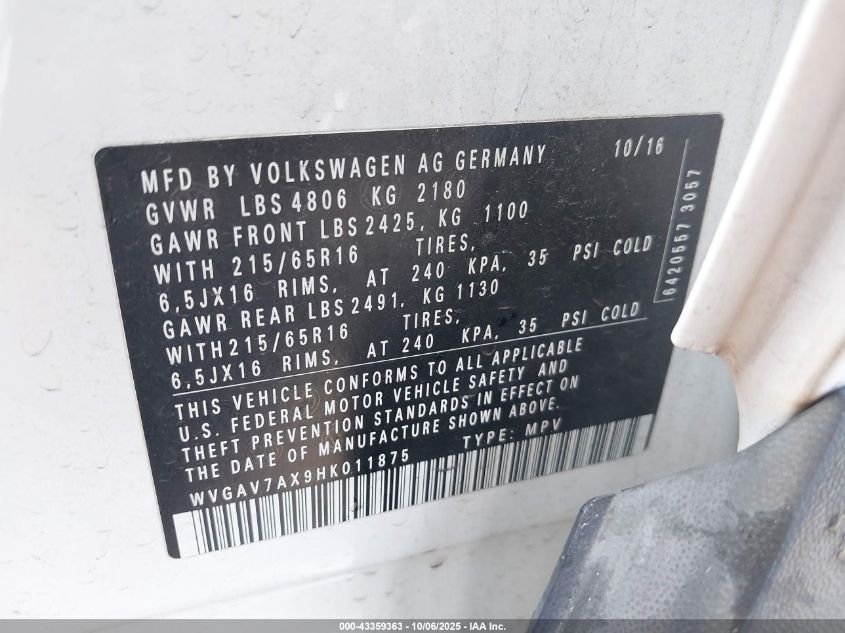 MFD BY VOLKSWAGEN AG GERMANY 10/16
GVWR LBS 4806 KG 2180
GAWR FRONT LBS 2425, KG 1100
WITH 215/65R16 TIRES,
6,5JX16 RIMS, AT 240 KPA, 35 PSI COLD
GAWR REAR LBS 2491, KG 1130
WITH 215/65R16 TIRES,
6,5JX16 RIMS, AT 240 KPA, 35 PSI COLD
THIS VEHICLE CONFORMS TO ALL APPLICABLE
U.S. FEDERAL MOTOR VEHICLE SAFETY AND
THEFT PREVENTION STANDARDS IN EFFECT ON
THE DATE OF MANUFACTURE SHOWN ABOVE.
WVGAV7AX9HK011875 TYPE: MPV
6420557 3057
000-43359363 - 10/06/2025 - IAA Inc.